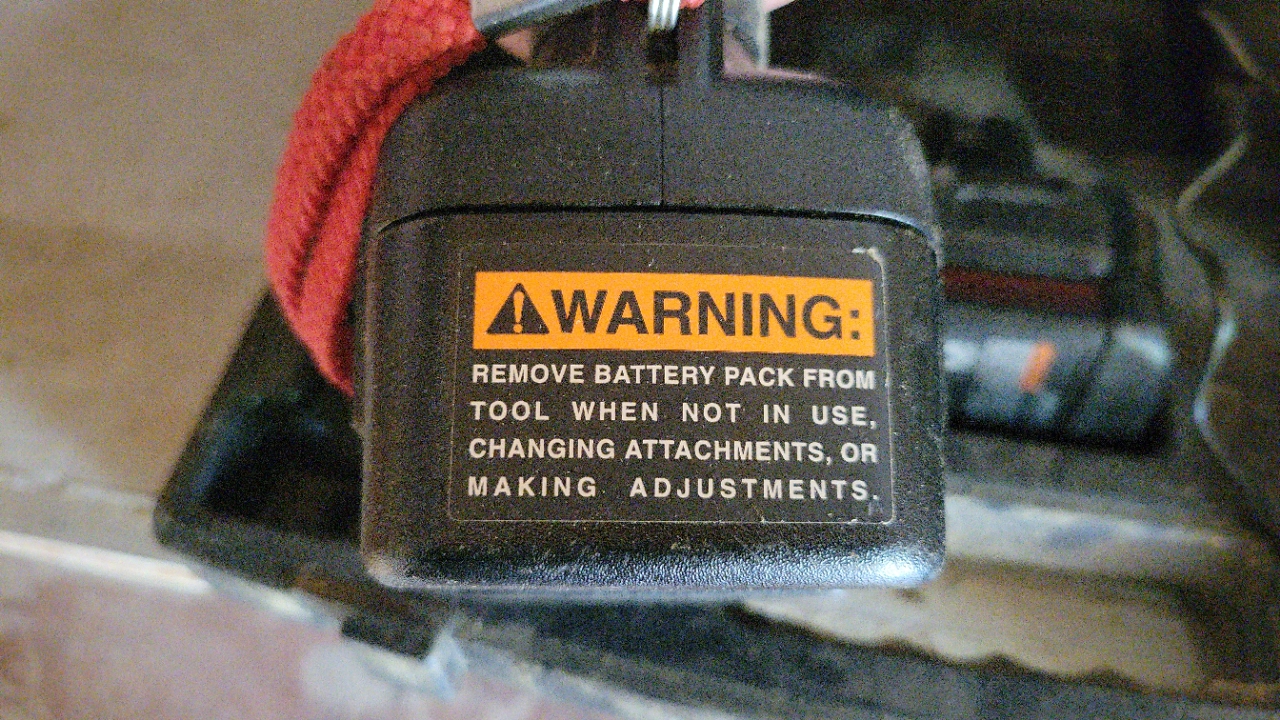 WARNING:
REMOVE BATTERY PACK FROM
TOOL WHEN NOT IN USE,
CHANGING ATTACHMENTS, OR
MAKING ADJUSTMENTS.